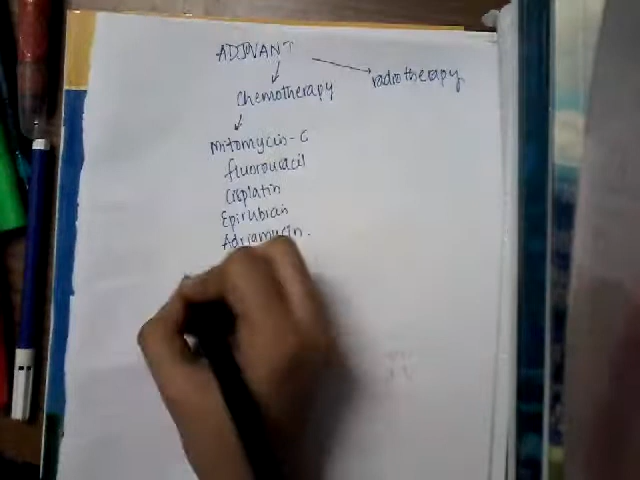 ADJUVANT
radiotherapy
Chemotherapy
Mitomycin-C
fluorouracil
Cisplatin
Epirubicin
Adriamycin.